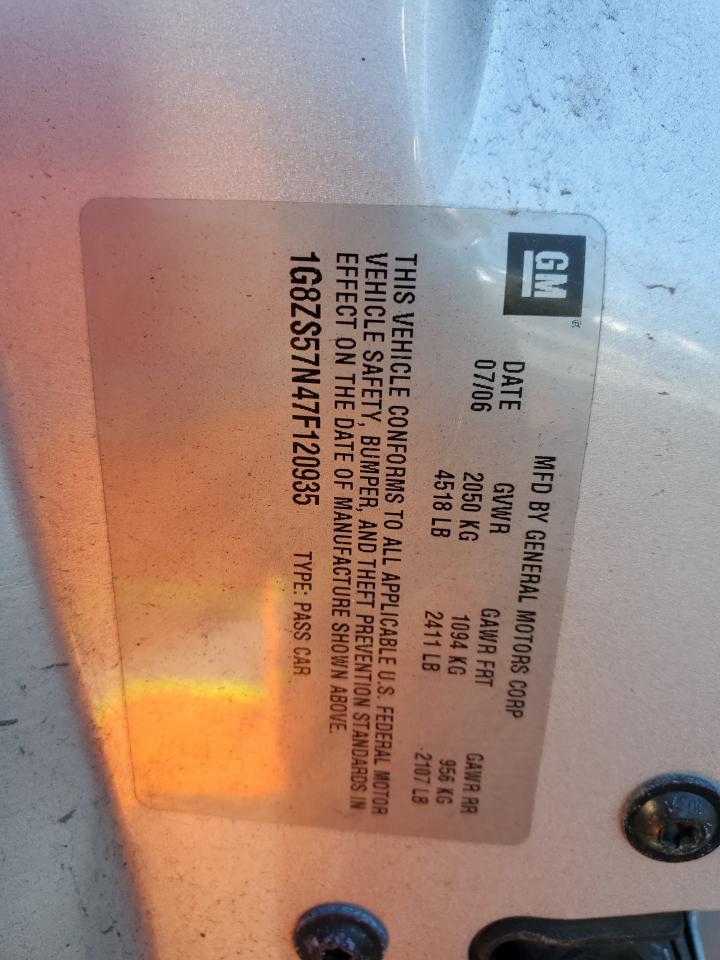 GM
MFD BY GENERAL MOTORS CORP
DATE GVWR GAWR FRT GAWR RR
07/06 2050 KG 1094 KG 956 KG
4518 LB 2411 LB 2107 LB
THIS VEHICLE CONFORMS TO ALL APPLICABLE U.S. FEDERAL MOTOR
VEHICLE SAFETY, BUMPER, AND THEFT PREVENTION STANDARDS IN
EFFECT ON THE DATE OF MANUFACTURE SHOWN ABOVE.
1G8ZS57N47F120935 TYPE: PASS CAR